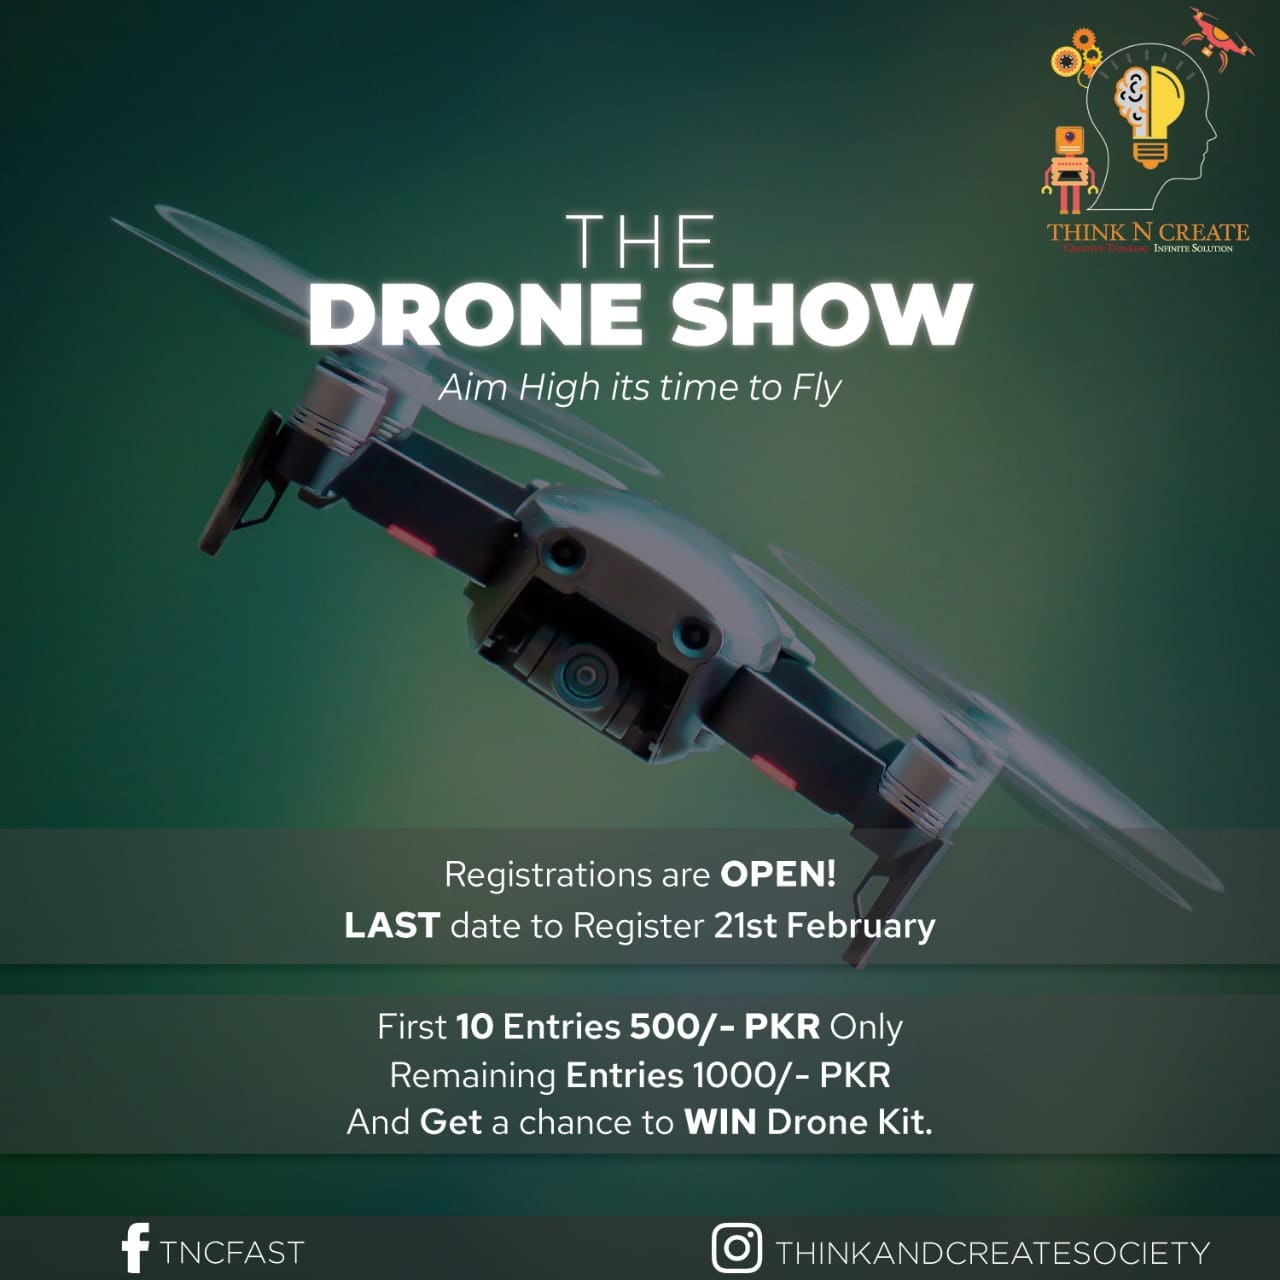 THINK N CREATE
CREATIVE THINKING INFINITE SOLUTION
THE
DRONE SHOW
Aim High its time to Fly
Registrations are OPEN!
LAST date to Register 21st February
First 10 Entries 500/- PKR Only
Remaining Entries 1000/- PKR
And Get a chance to WIN Drone Kit.
TNCFAST
THINKANDCREATESOCIETY